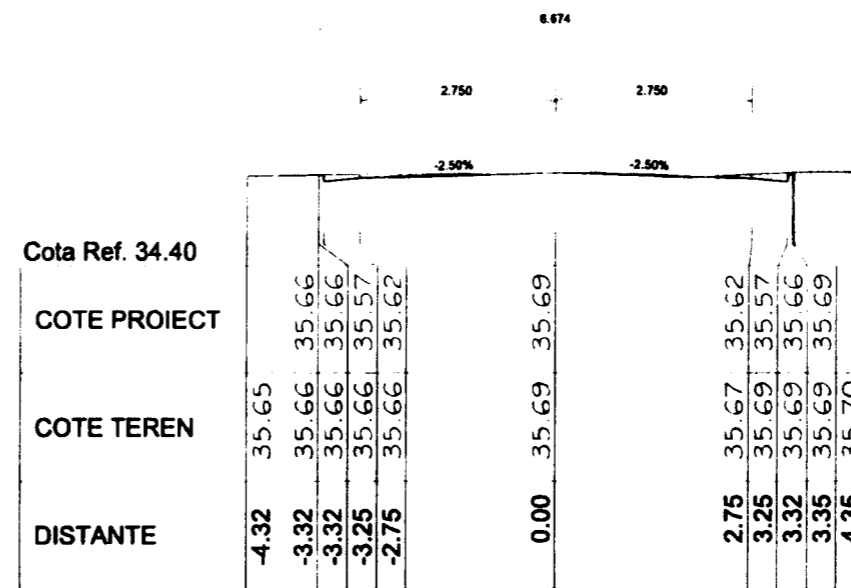 6.674
2.750 2.750
-2.50% -2.50%
Cota Ref. 34.40
COTE PROIECT 35.66 35.66 35.57 35.62 35.69 35.62 35.57 35.66 35.69
COTE TEREN 35.65 35.66 35.66 35.66 35.66 35.69 35.67 35.69 35.69 35.69 35.70
DISTANTE -4.32 -3.32 -3.32 -3.25 -2.75 0.00 2.75 3.25 3.32 3.35 4.35